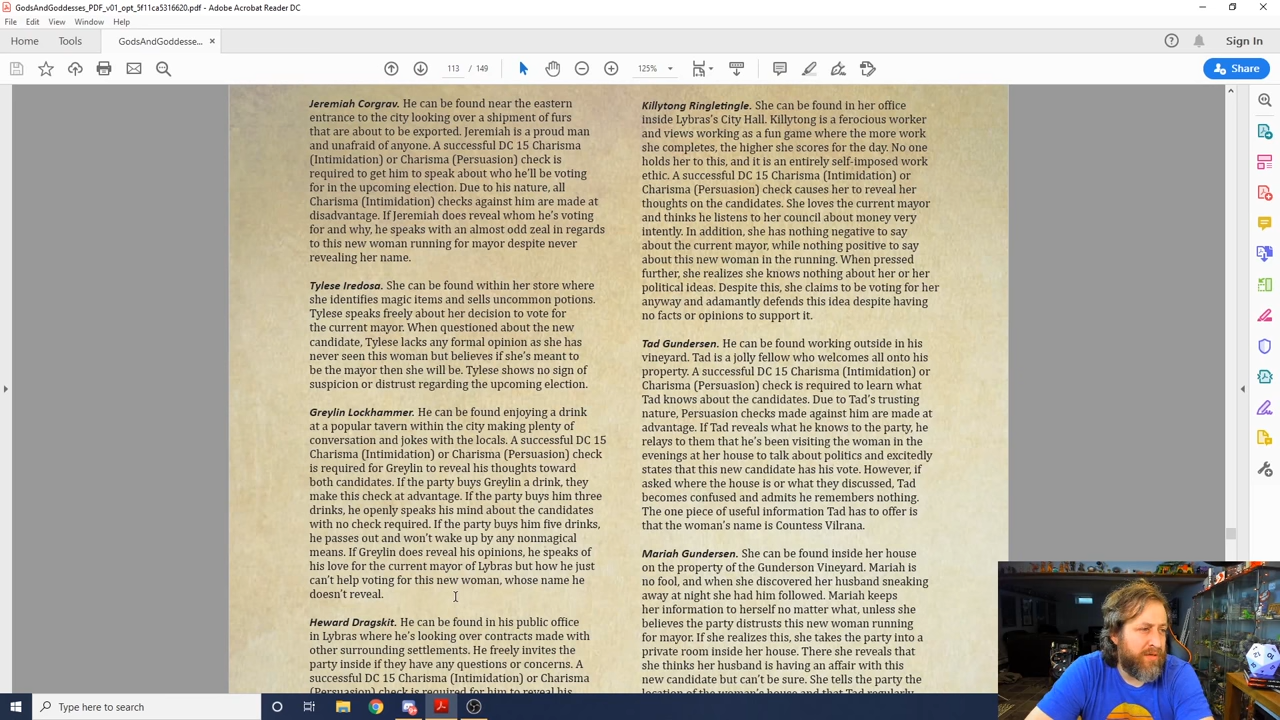 GodsAndGoddesses_PDF_v01_opt_5f11ca5316620.pdf - Adobe Acrobat Reader DC
File Edit View Window Help
Home Tools GodsAndGoddesse... ×
Sign In
113 / 149 125%
Share
Jeremiah Corgrav. He can be found near the eastern
entrance to the city looking over a shipment of furs
that are about to be exported. Jeremiah is a proud man
and unafraid of anyone. A successful DC 15 Charisma
(Intimidation) or Charisma (Persuasion) check is
required to get him to speak about who he'll be voting
for in the upcoming election. Due to his nature, all
Charisma (Intimidation) checks against him are made at
disadvantage. If Jeremiah does reveal whom he's voting
for and why, he speaks with an almost odd zeal in regards
to this new woman running for mayor despite never
revealing her name.
Tylese Iredosa. She can be found within her store where
she identifies magic items and sells uncommon potions.
Tylese speaks freely about her decision to vote for
the current mayor. When questioned about the new
candidate, Tylese lacks any formal opinion as she has
never seen this woman but believes if she's meant to
be the mayor then she will be. Tylese shows no sign of
suspicion or distrust regarding the upcoming election.
Greylin Lockhammer. He can be found enjoying a drink
at a popular tavern within the city making plenty of
conversation and jokes with the locals. A successful DC 15
Charisma (Intimidation) or Charisma (Persuasion) check
is required for Greylin to reveal his thoughts toward
both candidates. If the party buys Greylin a drink, they
make this check at advantage. If the party buys him three
drinks, he openly speaks his mind about the candidates
with no check required. If the party buys him five drinks,
he passes out and won't wake up by any nonmagical
means. If Greylin does reveal his opinions, he speaks of
his love for the current mayor of Lybras but how he just
can't help voting for this new woman, whose name he
doesn't reveal.
Heward Dragskit. He can be found in his public office
in Lybras where he's looking over contracts made with
other surrounding settlements. He freely invites the
party inside if they have any questions or concerns. A
successful DC 15 Charisma (Intimidation) or Charisma
(Persuasion) check is required for him to reveal his
Killytong Ringletingle. She can be found in her office
inside Lybras's City Hall. Killytong is a ferocious worker
and views working as a fun game where the more work
she completes, the higher she scores for the day. No one
holds her to this, and it is an entirely self-imposed work
ethic. A successful DC 15 Charisma (Intimidation) or
Charisma (Persuasion) check causes her to reveal her
thoughts on the candidates. She loves the current mayor
and thinks he listens to her council about money very
intently. In addition, she has nothing negative to say
about the current mayor, while nothing positive to say
about this new woman in the running. When pressed
further, she realizes she knows nothing about her or her
political ideas. Despite this, she claims to be voting for her
anyway and adamantly defends this idea despite having
no facts or opinions to support it.
Tad Gundersen. He can be found working outside in his
vineyard. Tad is a jolly fellow who welcomes all onto his
property. A successful DC 15 Charisma (Intimidation) or
Charisma (Persuasion) check is required to learn what
Tad knows about the candidates. Due to Tad's trusting
nature, Persuasion checks made against him are made at
advantage. If Tad reveals what he knows to the party, he
relays to them that he's been visiting the woman in the
evenings at her house to talk about politics and excitedly
states that this new candidate has his vote. However, if
asked where the house is or what they discussed, Tad
becomes confused and admits he remembers nothing.
The one piece of useful information Tad has to offer is
that the woman's name is Countess Vilrana.
Mariah Gundersen. She can be found inside her house
on the property of the Gunderson Vineyard. Mariah is
no fool, and when she discovered her husband sneaking
away at night she had him followed. Mariah keeps
her information to herself no matter what, unless she
believes the party distrusts this new woman running
for mayor. If she realizes this, she takes the party into a
private room inside her house. There she reveals that
she thinks her husband is having an affair with this
new candidate but can't be sure. She tells the party the
location of the woman's house and that Tad regularly
Type here to search